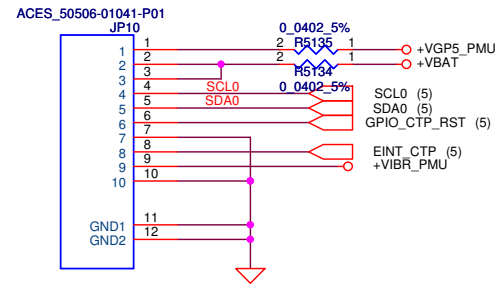 ACES_50506-01041-P01
JP10
0_0402_5%
1 1 2 R5135 1 +VGP5_PMU
2 2 2 R5134 1 +VBAT
3 3
0_0402_5%
4 4 SCL0 SCL0 (5)
5 5 SDA0 SDA0 (5)
6 6 GPIO_CTP_RST (5)
7 7
8 8 EINT_CTP (5)
9 9 +VIBR_PMU
10 10
GND1 11
GND2 12